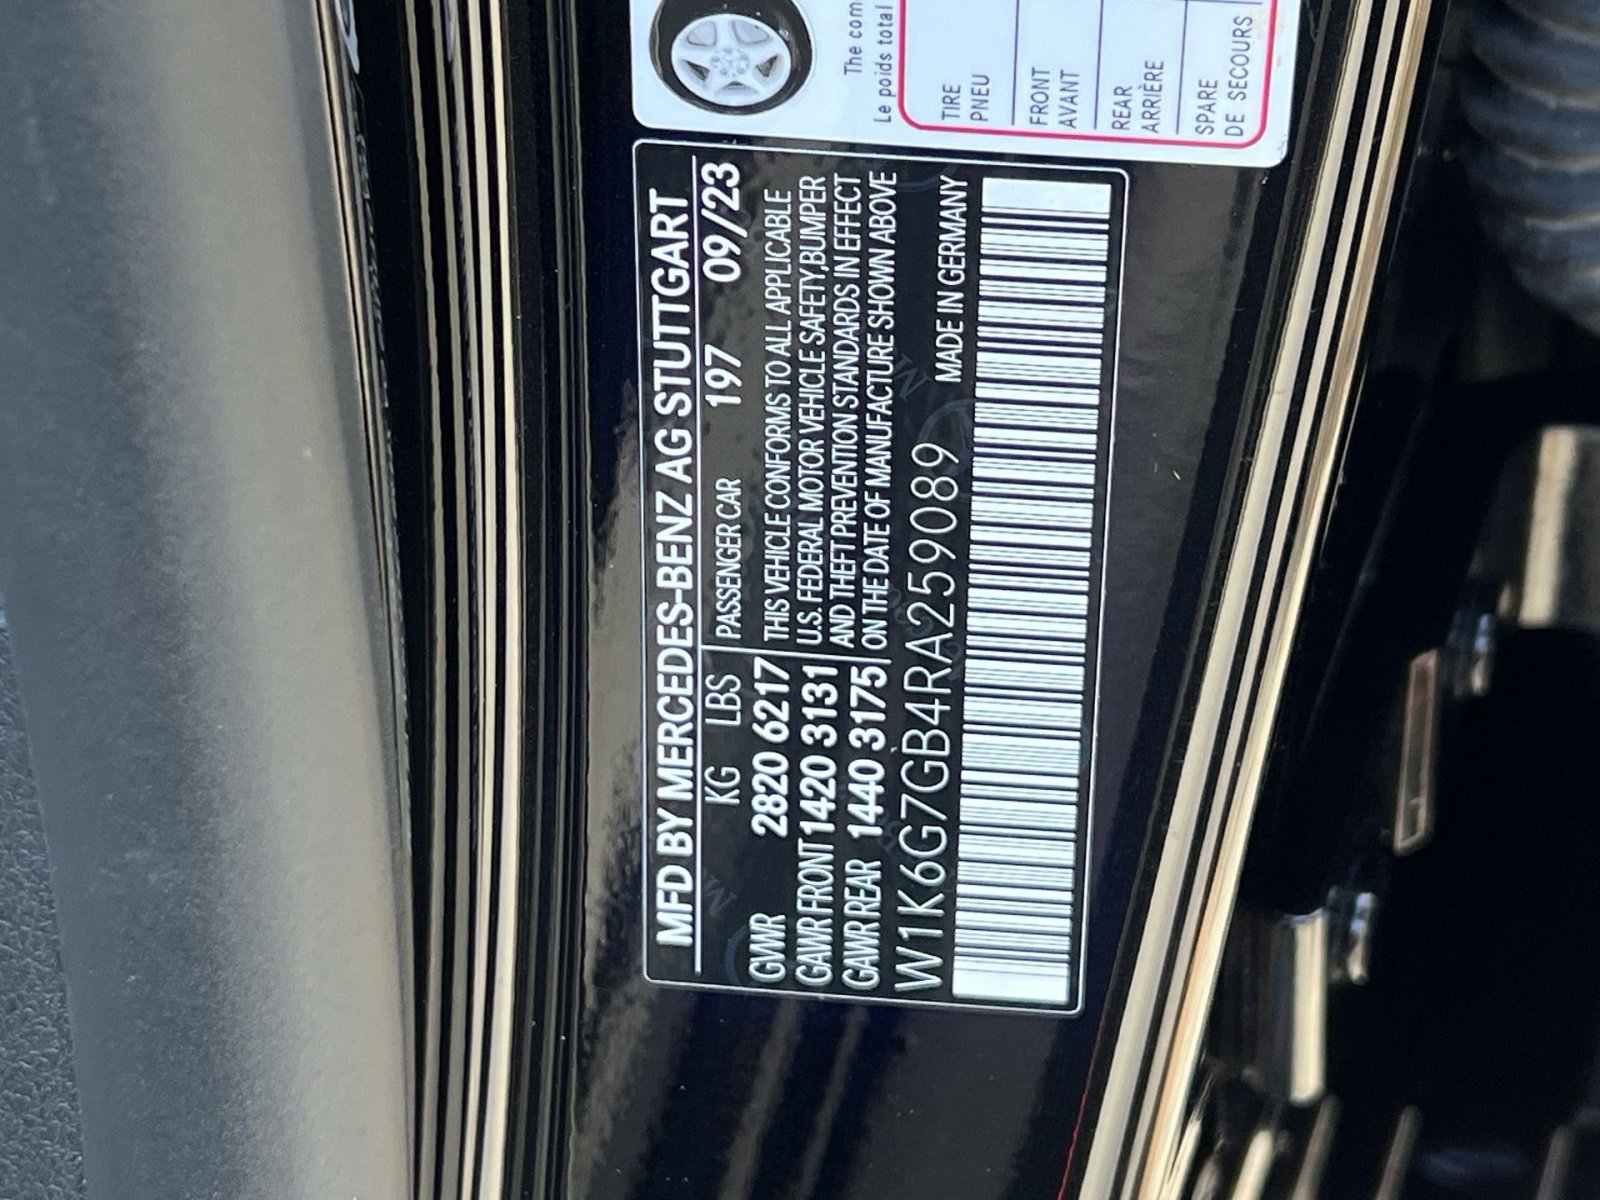 MFD BY MERCEDES-BENZ AG STUTTGART
KG LBS PASSENGER CAR 197 09/23
GVWR 2820 6217
GAWR FRONT 1420 3131
GAWR REAR 1440 3175
THIS VEHICLE CONFORMS TO ALL APPLICABLE
U.S. FEDERAL MOTOR VEHICLE SAFETY,BUMPER
AND THEFT PREVENTION STANDARDS IN EFFECT
ON THE DATE OF MANUFACTURE SHOWN ABOVE
W1K6G7GB4RA259089 MADE IN GERMANY
The com
Le poids total
TIRE
PNEU
FRONT
AVANT
REAR
ARRIÈRE
SPARE
DE SECOURS